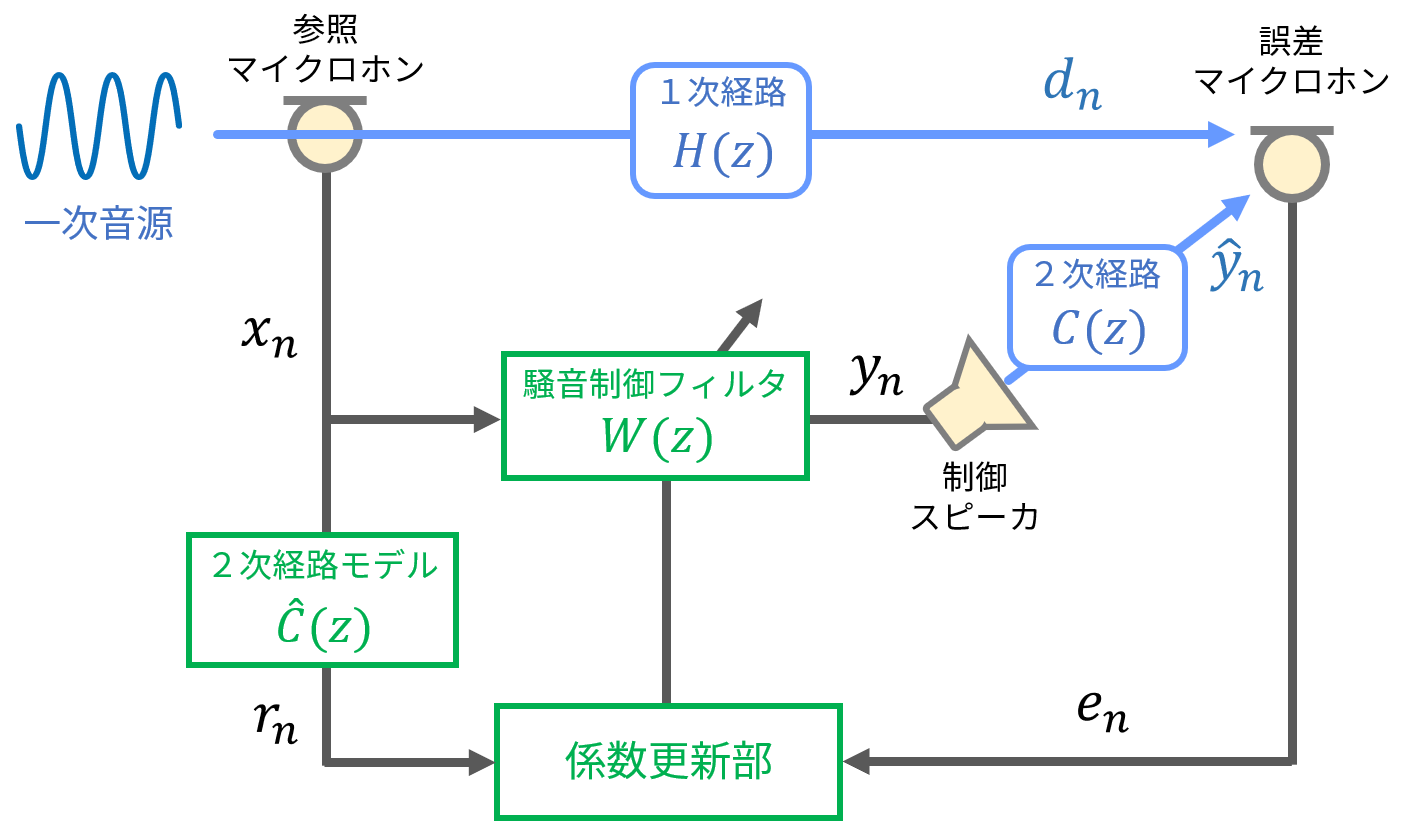 参照
マイクロホン
誤差
マイクロホン
１次経路
H(z)
d_n
一次音源
２次経路
C(z)
ŷ_n
x_n
騒音制御フィルタ
W(z)
y_n
制御
スピーカ
２次経路モデル
Ĉ(z)
r_n
e_n
係数更新部